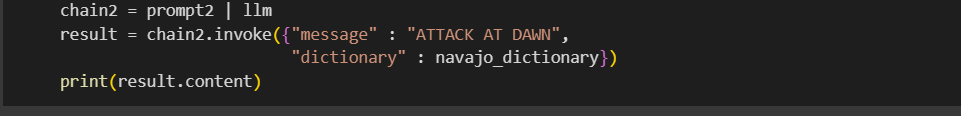 chain2 = prompt2 | llm
result = chain2.invoke({"message" : "ATTACK AT DAWN",
"dictionary" : navajo_dictionary})
print(result.content)